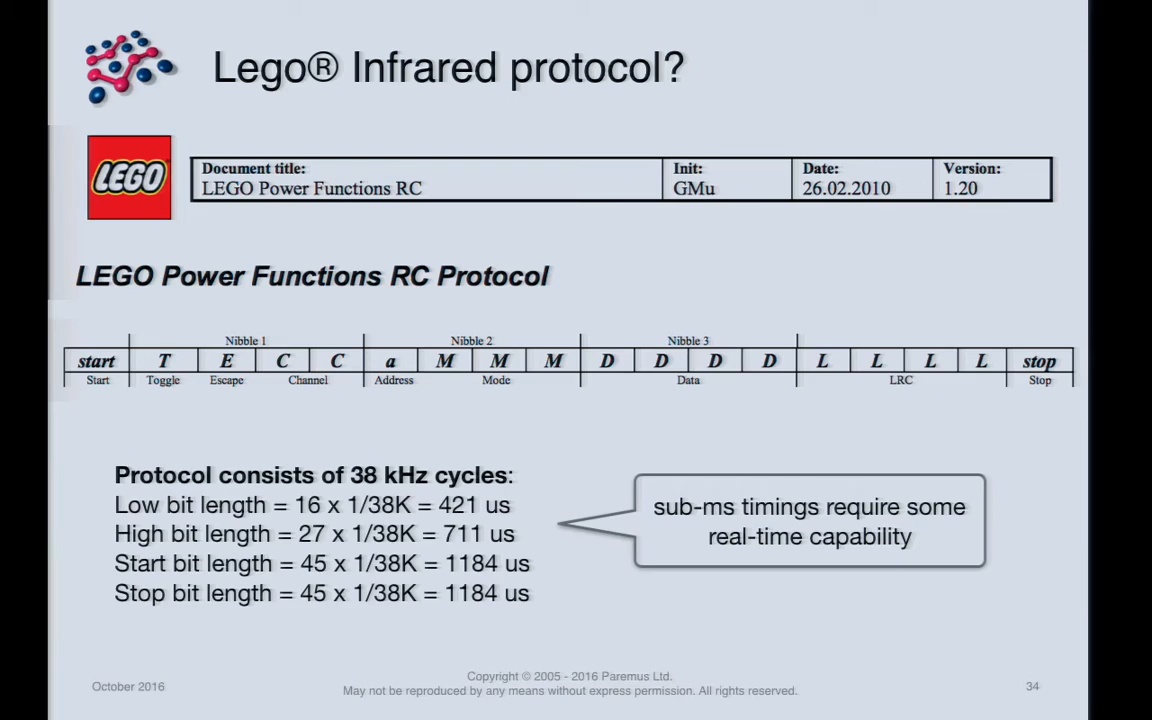 Lego® Infrared protocol?
LEGO
Document title: Init: Date: Version:
LEGO Power Functions RC GMu 26.02.2010 1.20
LEGO Power Functions RC Protocol
Nibble 1 Nibble 2 Nibble 3
start T E C C a M M M D D D D L L L L stop
Start Toggle Escape Channel Address Mode Data LRC Stop
Protocol consists of 38 kHz cycles:
Low bit length = 16 x 1/38K = 421 us
High bit length = 27 x 1/38K = 711 us
Start bit length = 45 x 1/38K = 1184 us
Stop bit length = 45 x 1/38K = 1184 us
sub-ms timings require some
real-time capability
October 2016
Copyright © 2005 - 2016 Paremus Ltd.
May not be reproduced by any means without express permission. All rights reserved.
34